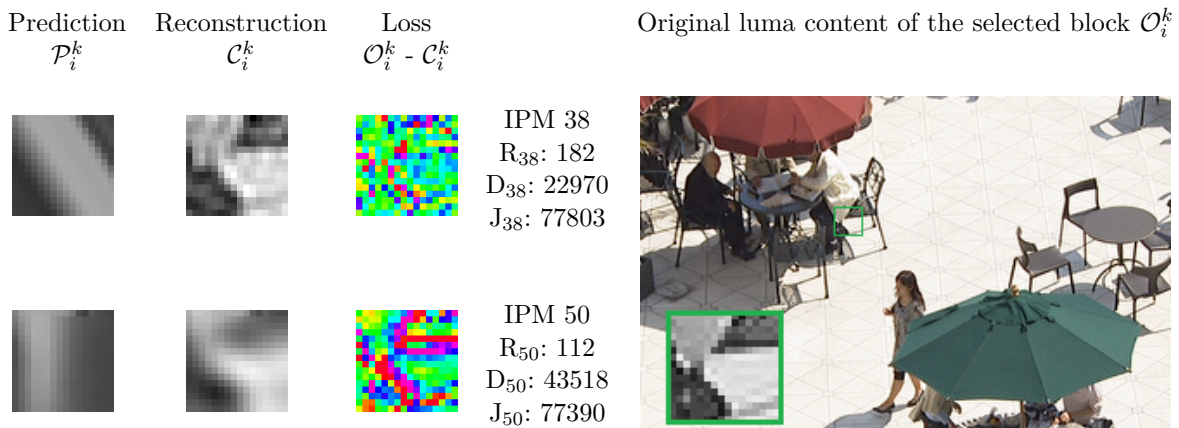 Prediction Reconstruction Loss Original luma content of the selected block 𝒪ᵢᵏ
𝒫ᵢᵏ 𝒞ᵢᵏ 𝒪ᵢᵏ - 𝒞ᵢᵏ
IPM 38
R₃₈: 182
D₃₈: 22970
J₃₈: 77803
IPM 50
R₅₀: 112
D₅₀: 43518
J₅₀: 77390